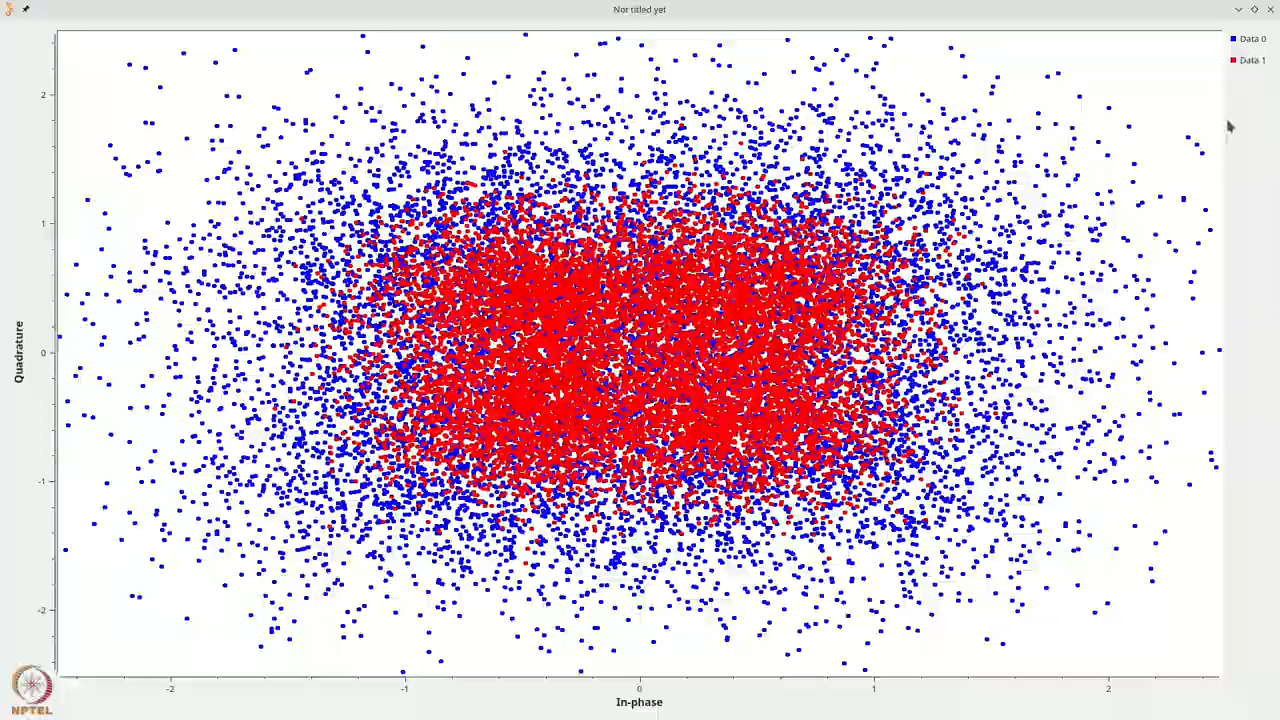 Not titled yet
Data 0
Data 1
2
1
0
-1
-2
Quadrature
-2
-1
0
1
2
In-phase
NPTEL